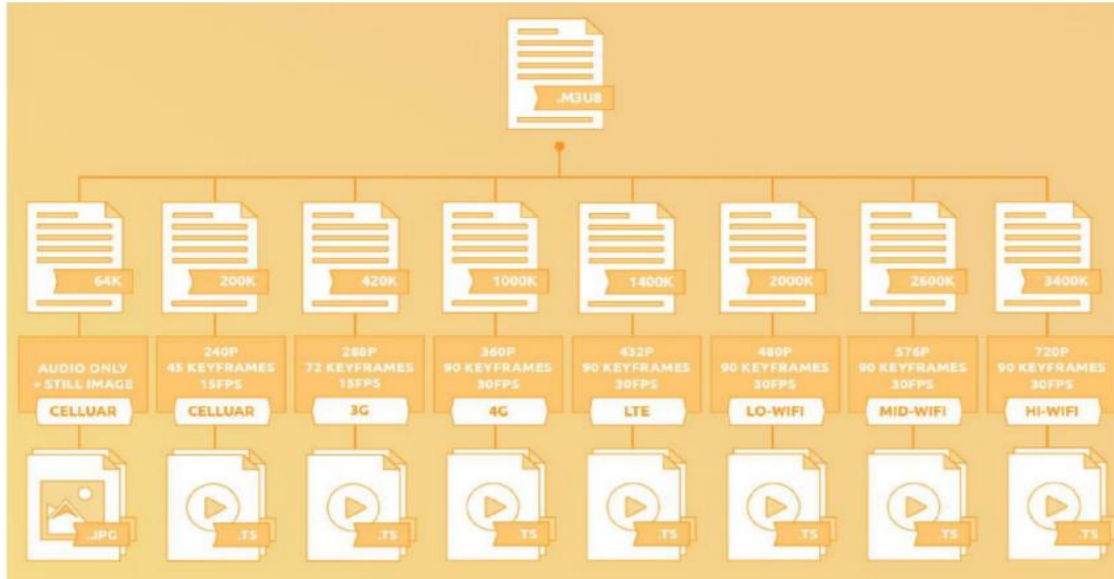 .M3U8
64K
200K
420K
1000K
1400K
2000K
2600K
3400K
AUDIO ONLY
+ STILL IMAGE
CELLUAR
240P
45 KEYFRAMES
15FPS
CELLUAR
288P
72 KEYFRAMES
15FPS
3G
360P
90 KEYFRAMES
30FPS
4G
432P
90 KEYFRAMES
30FPS
LTE
480P
90 KEYFRAMES
30FPS
LO-WIFI
576P
90 KEYFRAMES
30FPS
MID-WIFI
720P
90 KEYFRAMES
30FPS
HI-WIFI
.JPG
.TS
.TS
.TS
.TS
.TS
.TS
.TS